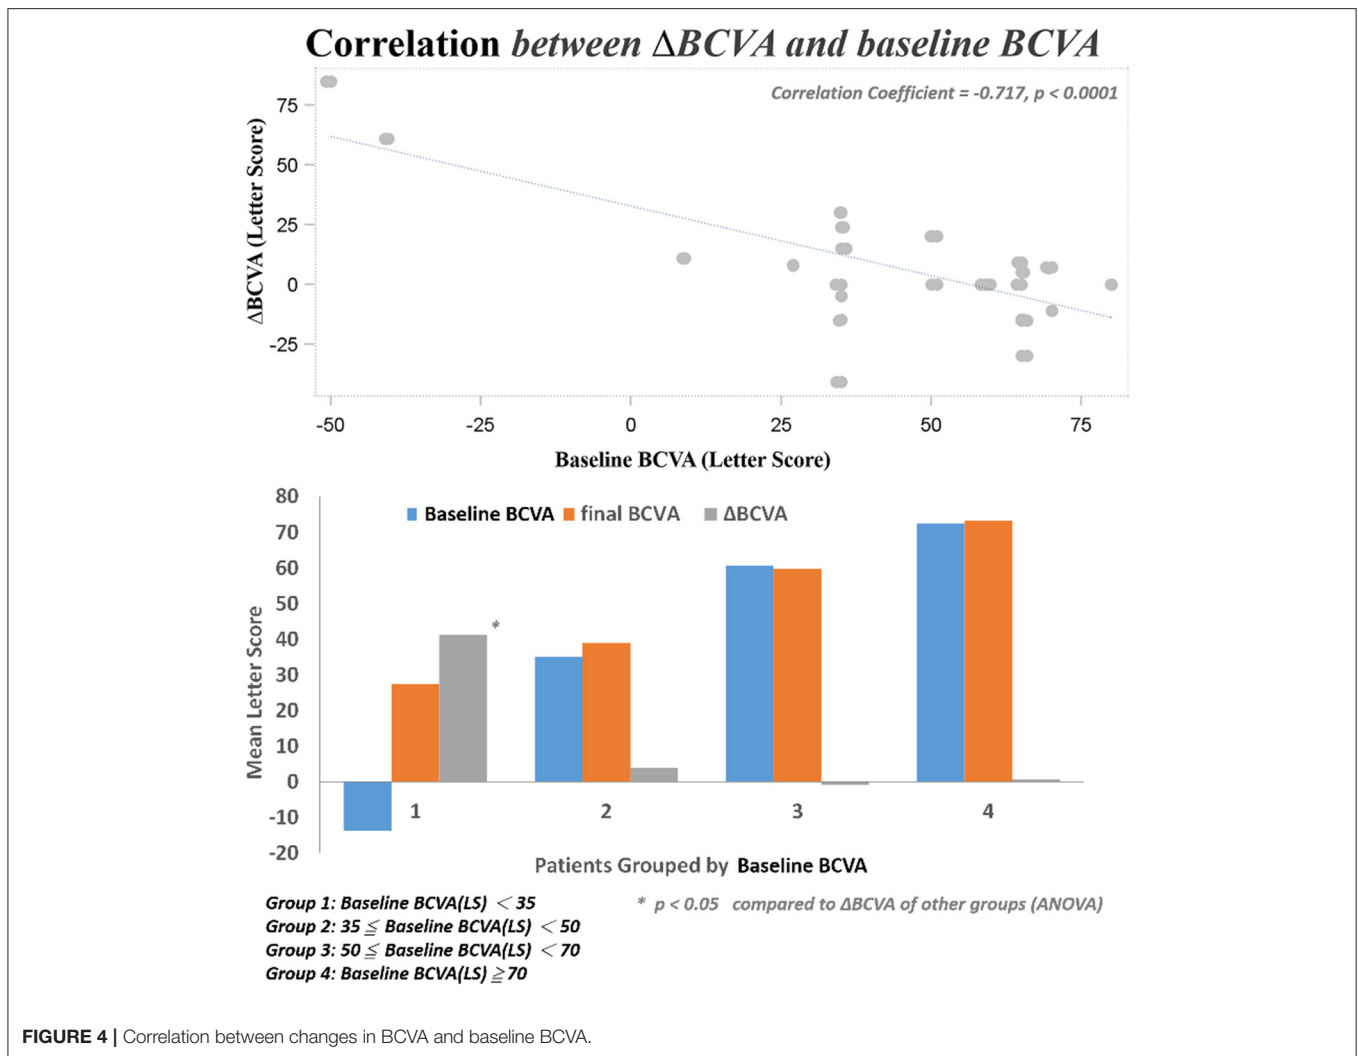 Correlation between ΔBCVA and baseline BCVA
Correlation Coefficient = -0.717, p < 0.0001
ΔBCVA (Letter Score)
75
50
25
0
-25
-50
-25
0
25
50
75
Baseline BCVA (Letter Score)
Baseline BCVA
final BCVA
ΔBCVA
Mean Letter Score
80
70
60
50
40
30
20
10
0
-10
-20
*
1
2
3
4
Patients Grouped by Baseline BCVA
Group 1: Baseline BCVA(LS) < 35
Group 2: 35 ≦ Baseline BCVA(LS) < 50
Group 3: 50 ≦ Baseline BCVA(LS) < 70
Group 4: Baseline BCVA(LS) ≧ 70
* p < 0.05 compared to ΔBCVA of other groups (ANOVA)
FIGURE 4 | Correlation between changes in BCVA and baseline BCVA.